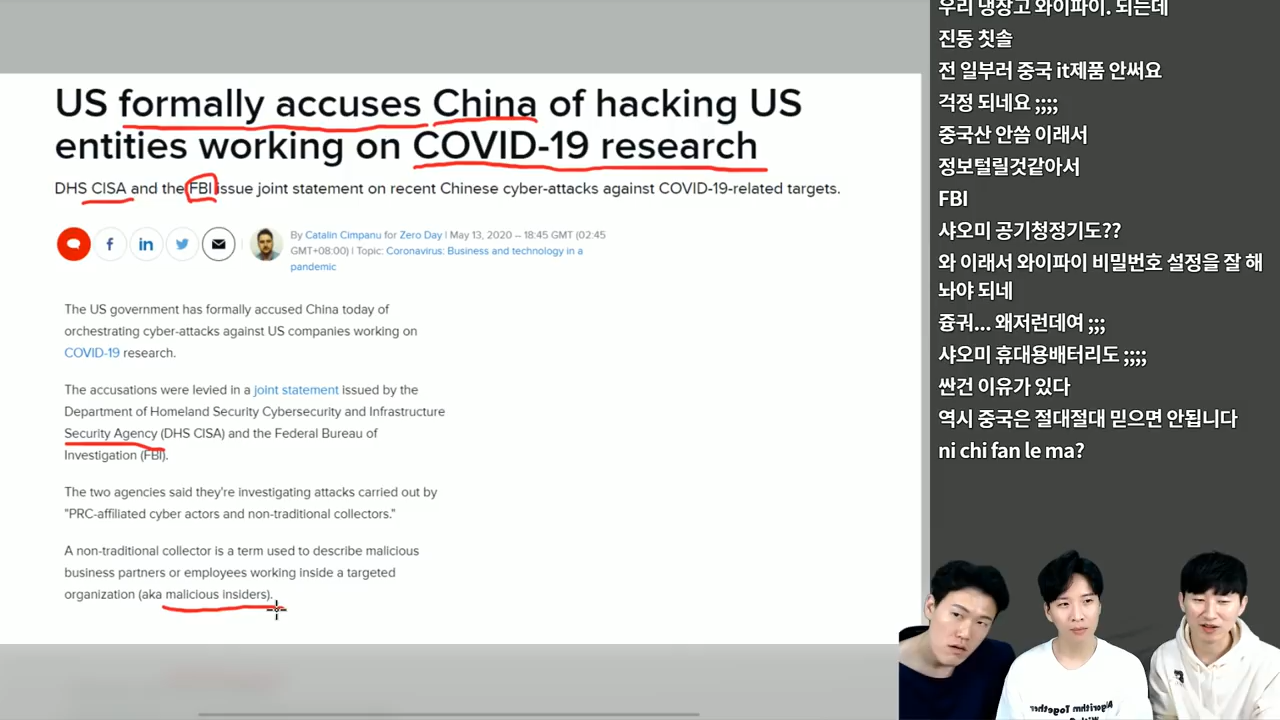 US formally accuses China of hacking US
entities working on COVID-19 research
DHS CISA and the FBI issue joint statement on recent Chinese cyber-attacks against COVID-19-related targets.
By Catalin Cimpanu for Zero Day | May 13, 2020 -- 18:45 GMT (02:45
GMT+08:00) | Topic: Coronavirus: Business and technology in a
pandemic
The US government has formally accused China today of
orchestrating cyber-attacks against US companies working on
COVID-19 research.
The accusations were levied in a joint statement issued by the
Department of Homeland Security Cybersecurity and Infrastructure
Security Agency (DHS CISA) and the Federal Bureau of
Investigation (FBI).
The two agencies said they're investigating attacks carried out by
"PRC-affiliated cyber actors and non-traditional collectors."
A non-traditional collector is a term used to describe malicious
business partners or employees working inside a targeted
organization (aka malicious insiders).
우리 냉장고 와이파이. 되는데
진동 칫솔
전 일부러 중국 it제품 안써요
걱정 되네요 ;;;;
중국산 안씀 이래서
정보털릴것같아서
FBI
샤오미 공기청정기도??
와 이래서 와이파이 비밀번호 설정을 잘 해
놔야 되네
즁귀... 왜저런데여 ;;;
샤오미 휴대용배터리도 ;;;;
싼건 이유가 있다
역시 중국은 절대절대 믿으면 안됩니다
ni chi fan le ma?
Algorithm Together